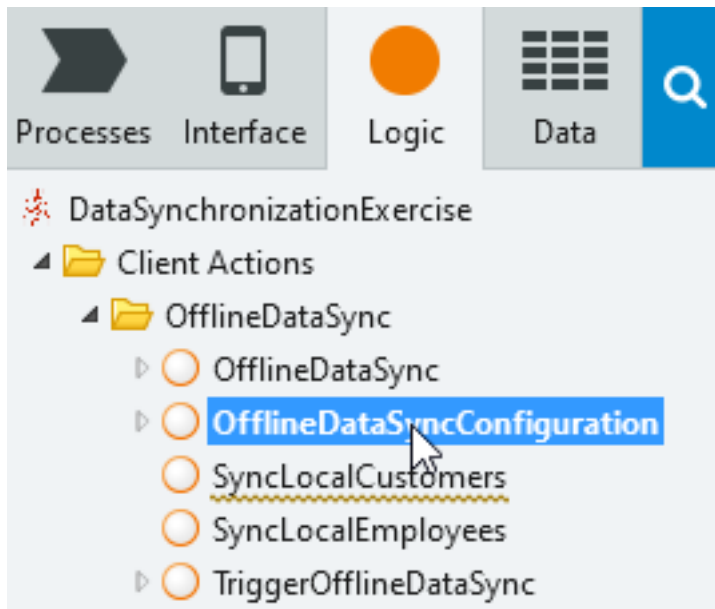 Processes Interface Logic Data
DataSynchronizationExercise
Client Actions
OfflineDataSync
OfflineDataSync
OfflineDataSyncConfiguration
SyncLocalCustomers
SyncLocalEmployees
TriggerOfflineDataSync